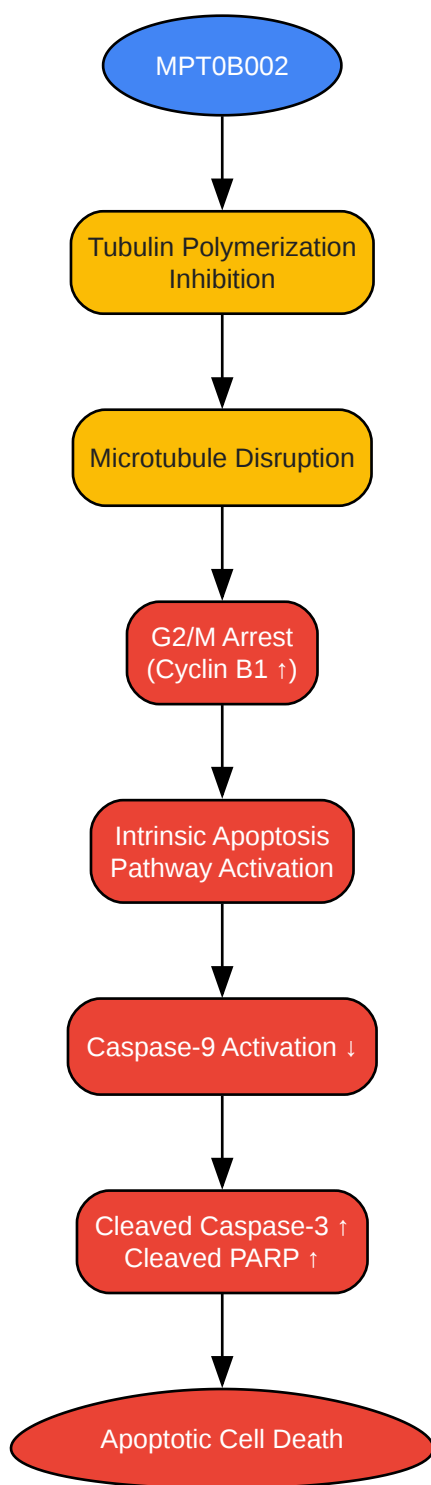 MPT0B002
Tubulin Polymerization
Inhibition
Microtubule Disruption
G2/M Arrest
(Cyclin B1 ↑)
Intrinsic Apoptosis
Pathway Activation
Caspase-9 Activation ↓
Cleaved Caspase-3 ↑
Cleaved PARP ↑
Apoptotic Cell Death